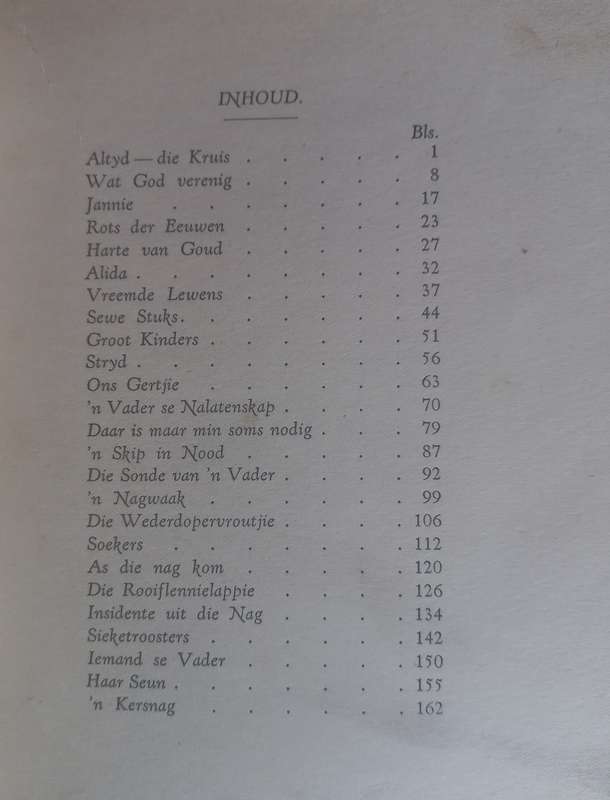 INHOUD.
Bls.
Altyd — die Kruis . . . . . 1
Wat God verenig . . . . . 8
Jannie . . . . . . . 17
Rots der Eeuwen . . . . . 23
Harte van Goud . . . . . 27
Alida . . . . . . . . 32
Vreemde Lewens . . . . . 37
Sewe Stuks . . . . . . . 44
Groot Kinders . . . . . . 51
Stryd . . . . . . . . 56
Ons Gertjie . . . . . . 63
'n Vader se Nalatenskap . . . . 70
Daar is maar min soms nodig . . . 79
'n Skip in Nood . . . . . 87
Die Sonde van 'n Vader . . . . 92
'n Nagwaak . . . . . . 99
Die Wederdopervroutjie . . . . 106
Soekers . . . . . . . 112
As die nag kom . . . . . 120
Die Rooiflennielappie . . . . 126
Insidente uit die Nag . . . . 134
Sieketroosters . . . . . . 142
Iemand se Vader . . . . . 150
Haar Seun . . . . . . . 155
'n Kersnag . . . . . . 162